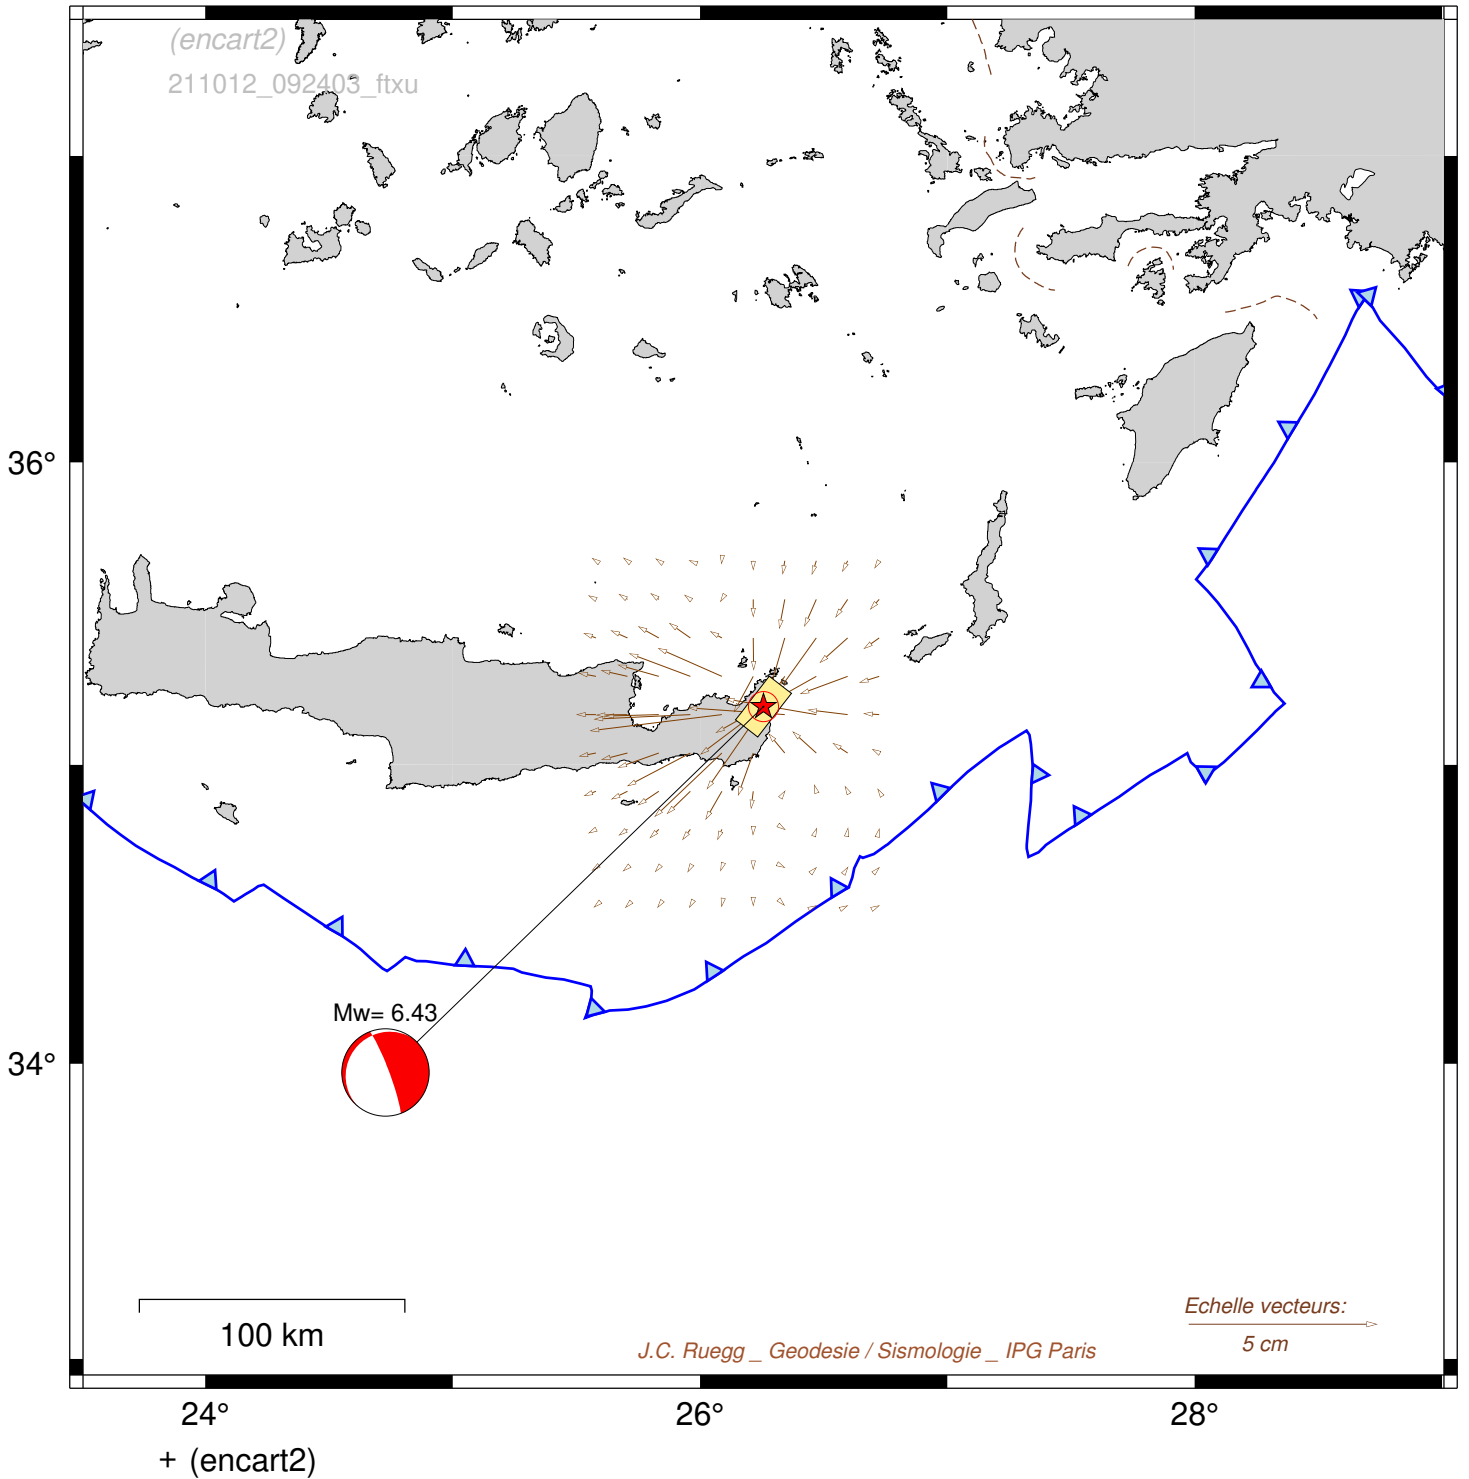 (encart2)
211012_092403_ftxu
36°
34°
Mw= 6.43
100 km
Echelle vecteurs:
5 cm
J.C. Ruegg _ Geodesie / Sismologie _ IPG Paris
24°
26°
28°
+ (encart2)